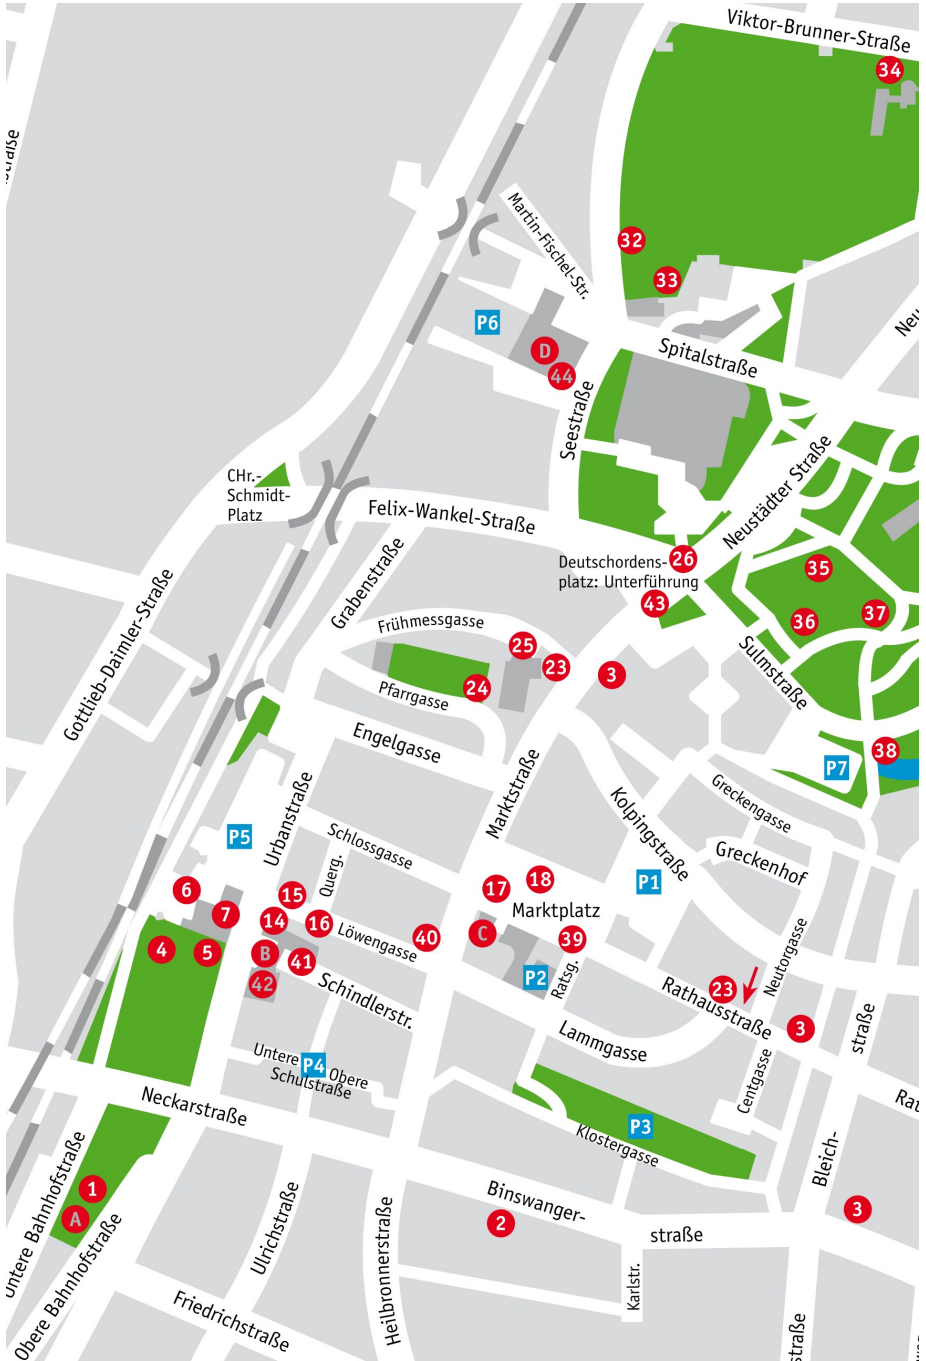 Viktor-Brunner-Straße
34
straße
Martin-Fischel-Str.
32
33
Neu
P6
D
44
Spitalstraße
Seestraße
CHr.-
Schmidt-
Platz
Felix-Wankel-Straße
Neustädter Straße
26
Deutschordens-
platz: Unterführung
43
35
36
37
Grabenstraße
Gottlieb-Daimler-Straße
Frühmessgasse
25
23
3
24
Pfarrgasse
Sulmstraße
Engelgasse
38
P7
Marktstraße
Kolpingstraße
Greckengasse
Urbanstraße
P5
Schlossgasse
Greckenhof
Querg.
6
7
15
14
16
17
18
P1
Marktplatz
Löwengasse
40
C
39
Neutorgasse
4
5
B
41
42
P2
Ratsg.
Schindlerstr.
23
Rathausstraße
3
straße
Lammgasse
Untere
P4
Obere
Schulstraße
Centgasse
Rat
Neckarstraße
P3
Klostergasse
Bleich-
Untere Bahnhofstraße
1
A
Obere Bahnhofstraße
Ulrichstraße
Heilbronnerstraße
Binswanger-
2
straße
3
Karlstr.
Friedrichstraße
straße